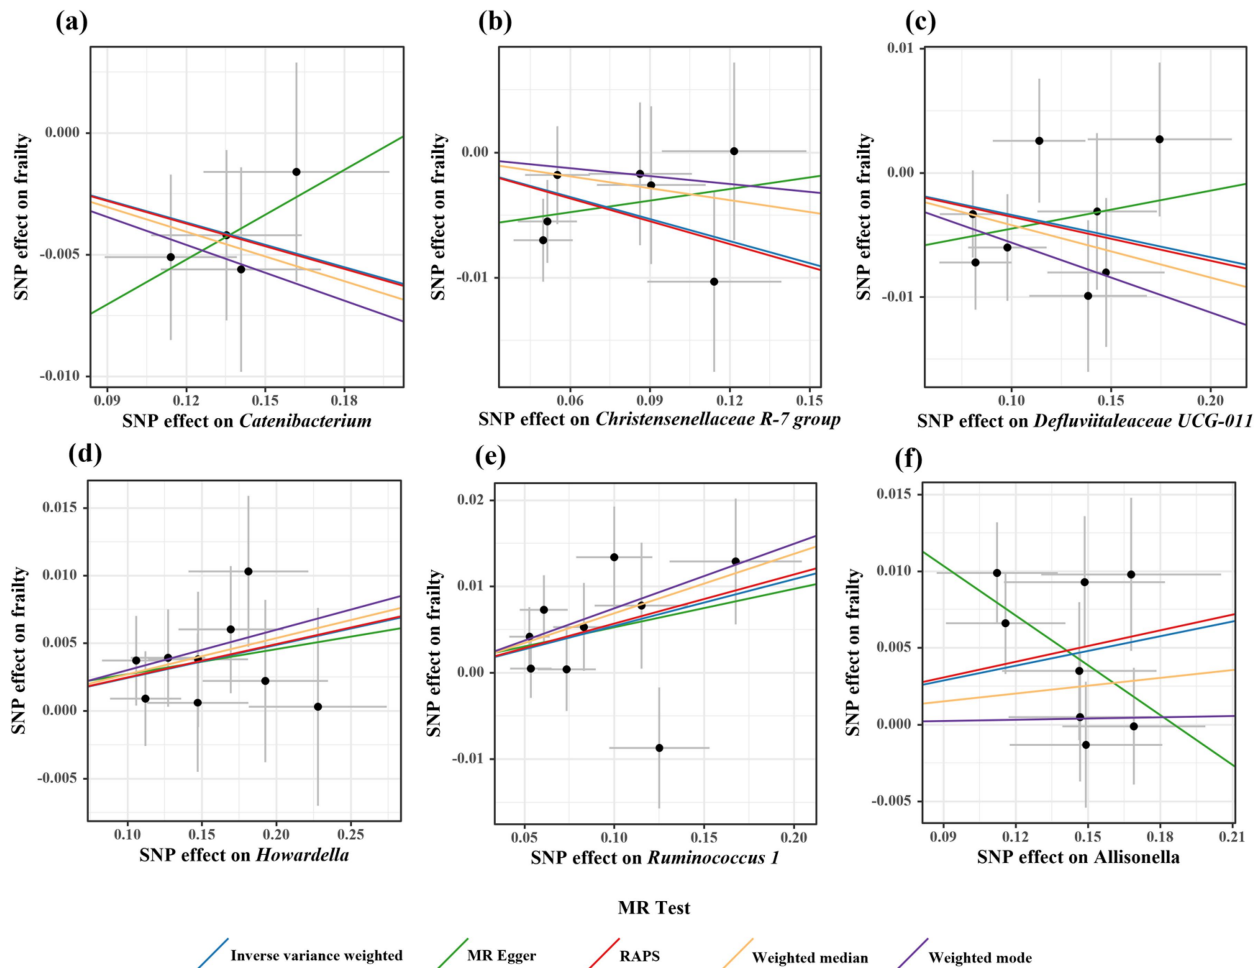 (a)
SNP effect on frailty
0.000
-0.005
-0.010
0.09
0.12
0.15
0.18
SNP effect on Catenibacterium
(b)
SNP effect on frailty
0.00
-0.01
0.06
0.09
0.12
0.15
SNP effect on Christensenellaceae R-7 group
(c)
SNP effect on frailty
0.01
0.00
-0.01
0.10
0.15
0.20
SNP effect on Defluviitaleaceae UCG-011
(d)
SNP effect on frailty
0.015
0.010
0.005
0.000
-0.005
0.10
0.15
0.20
0.25
SNP effect on Howardella
(e)
SNP effect on frailty
0.02
0.01
0.00
-0.01
0.05
0.10
0.15
0.20
SNP effect on Ruminococcus 1
(f)
SNP effect on frailty
0.015
0.010
0.005
0.000
-0.005
0.09
0.12
0.15
0.18
0.21
SNP effect on Allisonella
MR Test
Inverse variance weighted
MR Egger
RAPS
Weighted median
Weighted mode